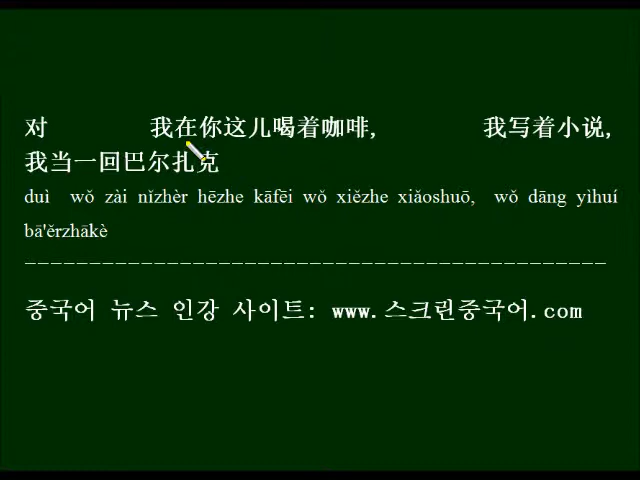 对 我在你这儿喝着咖啡, 我写着小说,
我当一回巴尔扎克
duì wǒ zài nǐzhèr hēzhe kāfēi wǒ xiězhe xiǎoshuō, wǒ dāng yìhuí
bā'ěrzhākè
中국어 뉴스 인강 사이트: www.스크린중국어.com